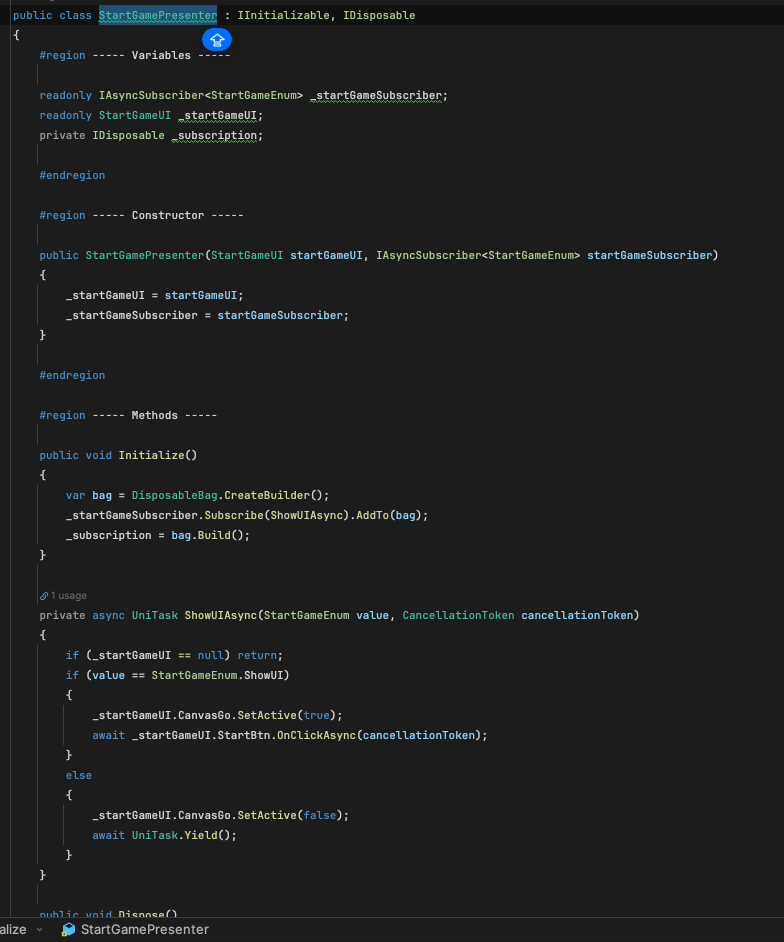 public class StartGamePresenter : IInitializable, IDisposable
{
#region ----- Variables -----
readonly IAsyncSubscriber<StartGameEnum> _startGameSubscriber;
readonly StartGameUI _startGameUI;
private IDisposable _subscription;
#endregion
#region ----- Constructor -----
public StartGamePresenter(StartGameUI startGameUI, IAsyncSubscriber<StartGameEnum> startGameSubscriber)
{
_startGameUI = startGameUI;
_startGameSubscriber = startGameSubscriber;
}
#endregion
#region ----- Methods -----
public void Initialize()
{
var bag = DisposableBag.CreateBuilder();
_startGameSubscriber.Subscribe(ShowUIAsync).AddTo(bag);
_subscription = bag.Build();
}
1 usage
private async UniTask ShowUIAsync(StartGameEnum value, CancellationToken cancellationToken)
{
if (_startGameUI == null) return;
if (value == StartGameEnum.ShowUI)
{
_startGameUI.CanvasGo.SetActive(true);
await _startGameUI.StartBtn.OnClickAsync(cancellationToken);
}
else
{
_startGameUI.CanvasGo.SetActive(false);
await UniTask.Yield();
}
}
public void Dispose()
alize StartGamePresenter